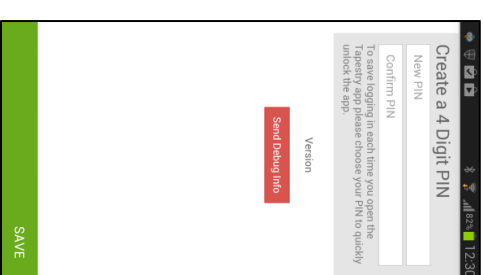 82% 12:30
Create a 4 Digit PIN
New PIN
Confirm PIN
To save logging in each time you open the
Tapestry app please choose your PIN to quickly
unlock the app.
Version
Send Debug Info
SAVE